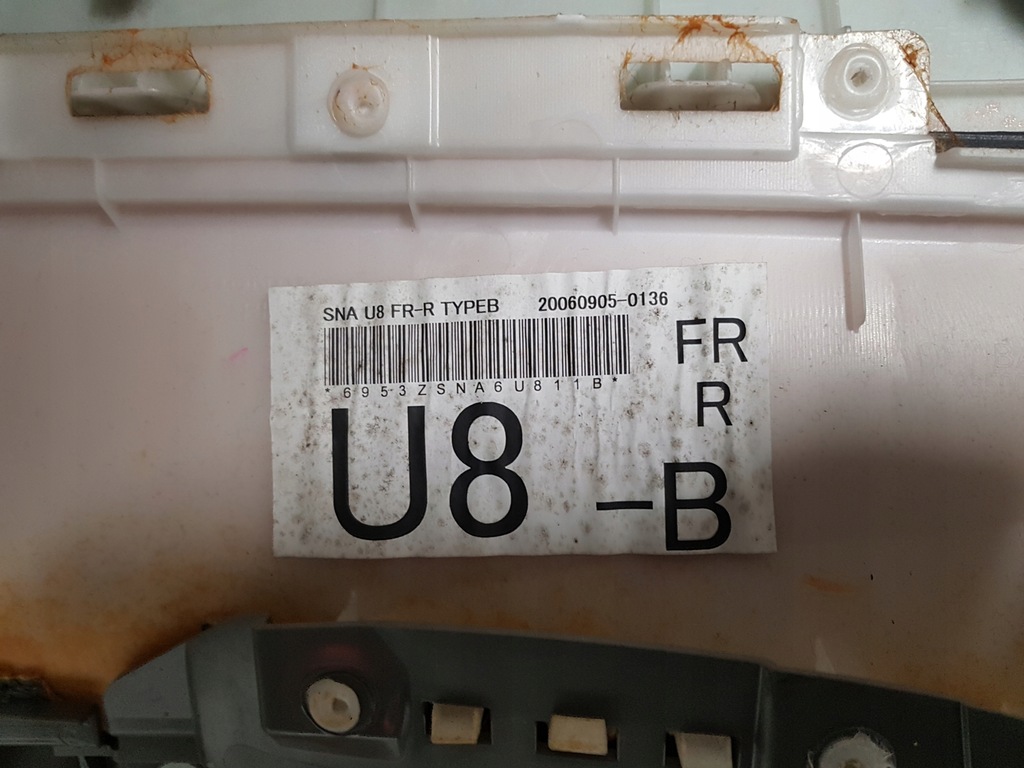 SNA U8 FR-R TYPEB 20060905-0136
*6953ZSNA6U811B*
FR
R
U8 -B